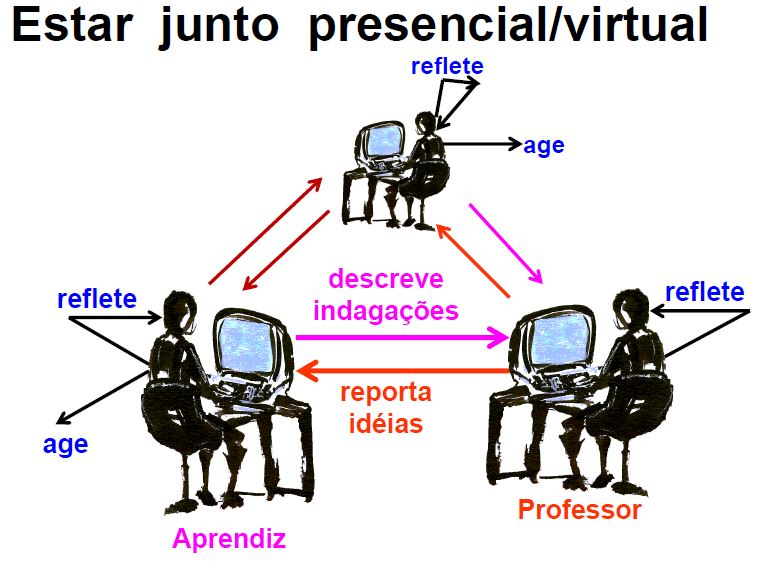 Estar junto presencial/virtual
reflete
age
descreve
indagações
reflete
reflete
reporta
idéias
age
Professor
Aprendiz